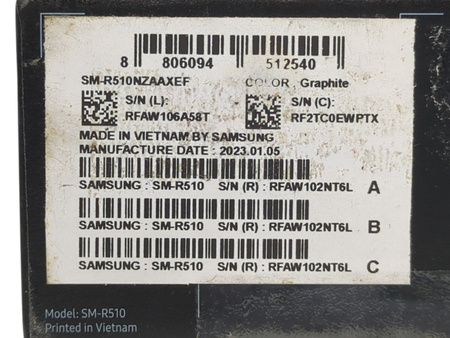 8 806094 512540
SM-R510NZAAXEF COLOR : Graphite
S/N (L): S/N (C):
RFAW106A58T RF2TC0EWPTX
MADE IN VIETNAM BY SAMSUNG
MANUFACTURE DATE : 2023.01.05
SAMSUNG : SM-R510 S/N (R) : RFAW102NT6L A
SAMSUNG : SM-R510 S/N (R) : RFAW102NT6L B
SAMSUNG : SM-R510 S/N (R) : RFAW102NT6L C
Model: SM-R510
Printed in Vietnam